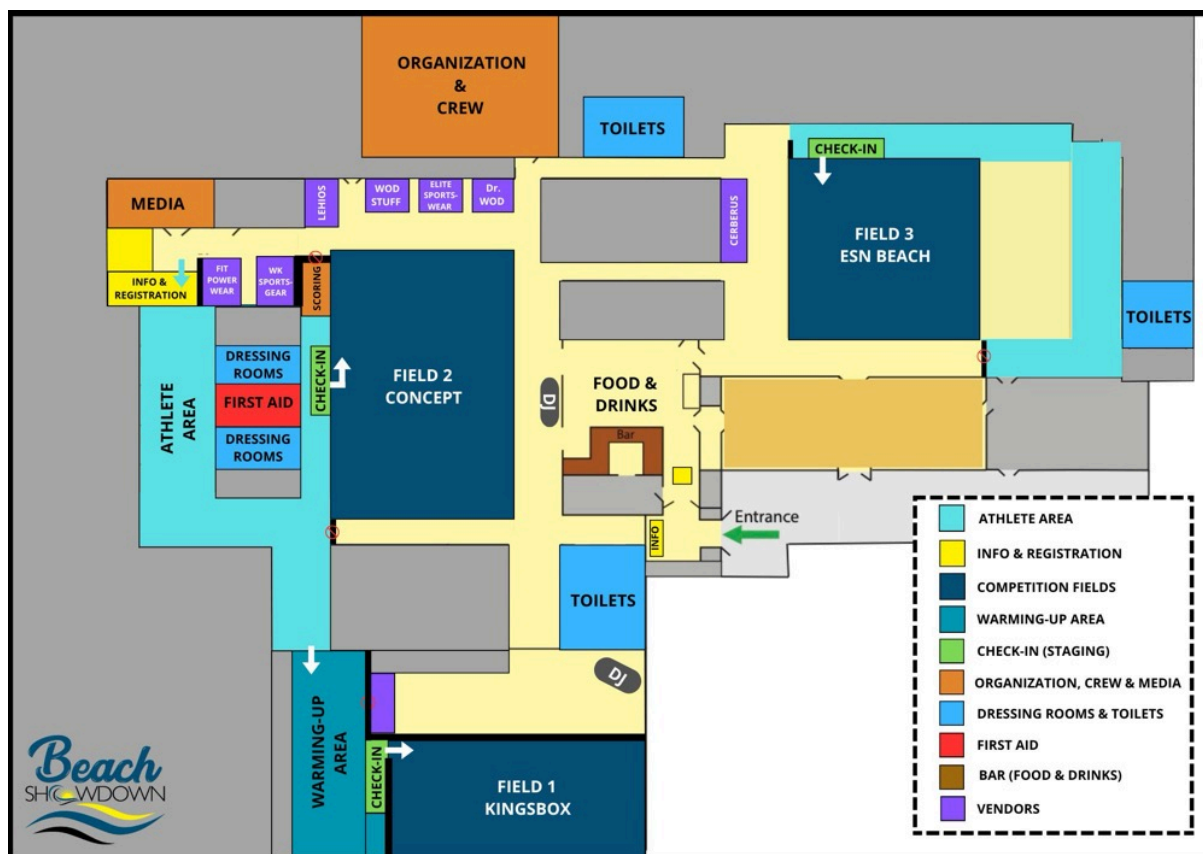 ORGANIZATION
&
CREW
TOILETS
CHECK-IN
MEDIA
LEHIOS
WOD
STUFF
ELITE
SPORTS-
WEAR
Dr.
WOD
CERBERUS
FIELD 3
ESN BEACH
INFO &
REGISTRATION
FIT
POWER
WEAR
WK
SPORTS-
GEAR
SCORING
TOILETS
DRESSING
ROOMS
FIRST AID
DRESSING
ROOMS
ATHLETE
AREA
CHECK-IN
FIELD 2
CONCEPT
DJ
FOOD &
DRINKS
Bar
INFO
Entrance
TOILETS
DJ
WARMING-UP
AREA
CHECK-IN
FIELD 1
KINGSBOX
Beach
SHOWDOWN
ATHLETE AREA
INFO & REGISTRATION
COMPETITION FIELDS
WARMING-UP AREA
CHECK-IN (STAGING)
ORGANIZATION, CREW & MEDIA
DRESSING ROOMS & TOILETS
FIRST AID
BAR (FOOD & DRINKS)
VENDORS